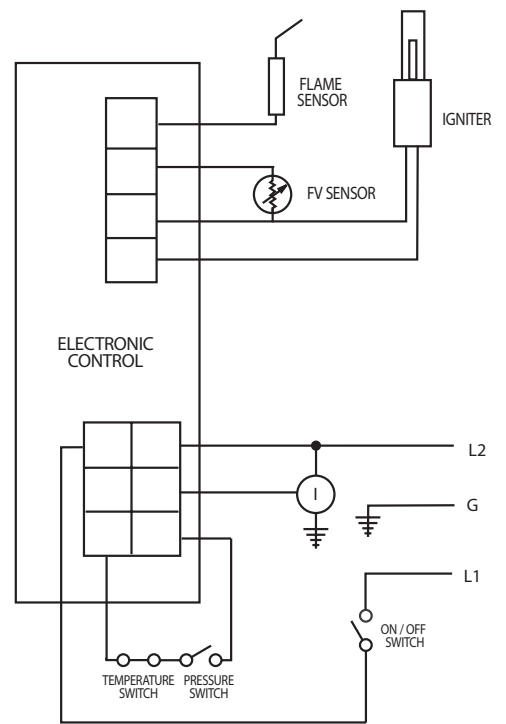 FLAME
SENSOR
IGNITER
FV SENSOR
ELECTRONIC
CONTROL
L2
I
G
L1
ON / OFF
SWITCH
TEMPERATURE
SWITCH
PRESSURE
SWITCH